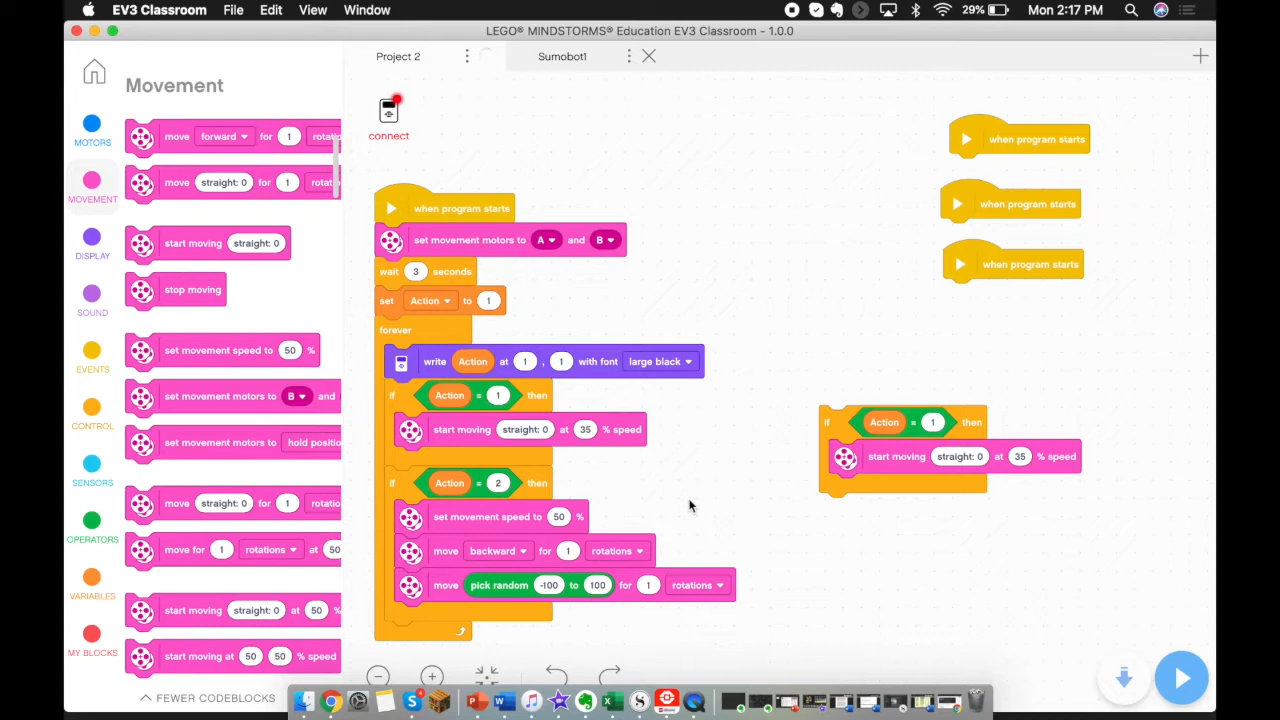 EV3 Classroom File Edit View Window 29% Mon 2:17 PM
LEGO® MINDSTORMS® Education EV3 Classroom - 1.0.0
Project 2 Sumobot1
Movement
MOTORS
MOVEMENT
DISPLAY
SOUND
EVENTS
CONTROL
SENSORS
OPERATORS
VARIABLES
MY BLOCKS
move forward for 1
move straight: 0 for 1
start moving straight: 0
stop moving
set movement speed to 50 %
set movement motors to B and
set movement motors to
move straight: 0 for 1
move for 1 rotations at
start moving straight: 0 at 50 %
start moving at 50 50 % speed
FEWER CODEBLOCKS
connect
when program starts
set movement motors to A and B
wait 3 seconds
set Action to 1
forever
write Action at 1 , 1 with font large black
if Action = 1 then
start moving straight: 0 at 35 % speed
if Action = 2 then
set movement speed to 50 %
move backward for 1 rotations
move pick random -100 to 100 for 1 rotations
when program starts
when program starts
when program starts
if Action = 1 then
start moving straight: 0 at 35 % speed